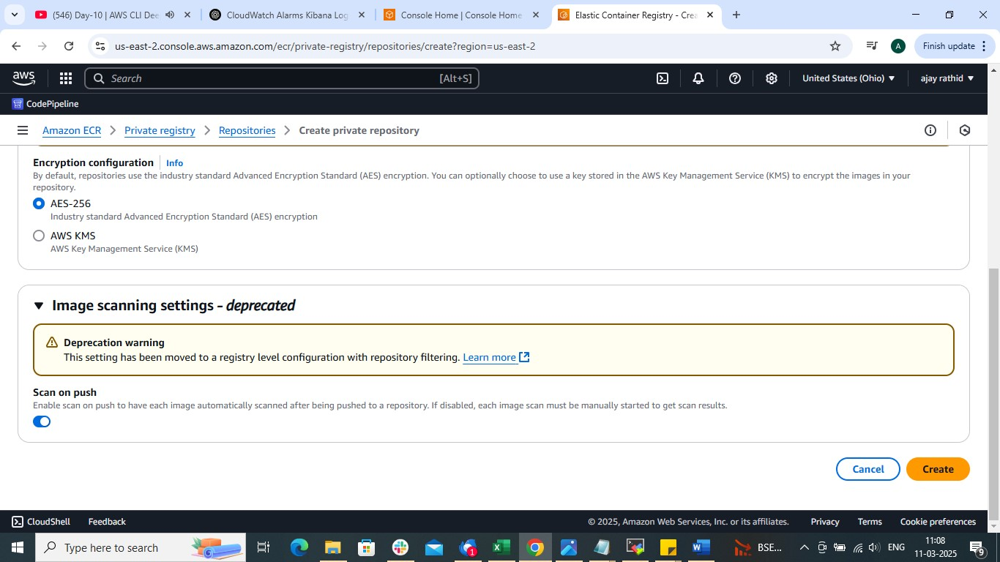 (546) Day-10 | AWS CLI Dee
CloudWatch Alarms Kibana Log
Console Home | Console Home
Elastic Container Registry - Crea
us-east-2.console.aws.amazon.com/ecr/private-registry/repositories/create?region=us-east-2
A
Finish update
aws
Search
[Alt+S]
United States (Ohio)
ajay rathid
CodePipeline
Amazon ECR
Private registry
Repositories
Create private repository
Encryption configuration
Info
By default, repositories use the industry standard Advanced Encryption Standard (AES) encryption. You can optionally choose to use a key stored in the AWS Key Management Service (KMS) to encrypt the images in your
repository.
AES-256
Industry standard Advanced Encryption Standard (AES) encryption
AWS KMS
AWS Key Management Service (KMS)
Image scanning settings - deprecated
Deprecation warning
This setting has been moved to a registry level configuration with repository filtering. Learn more
Scan on push
Enable scan on push to have each image automatically scanned after being pushed to a repository. If disabled, each image scan must be manually started to get scan results.
Cancel
Create
CloudShell
Feedback
© 2025, Amazon Web Services, Inc. or its affiliates.
Privacy
Terms
Cookie preferences
Type here to search
1
BSE...
ENG
11:08
11-03-2025
9